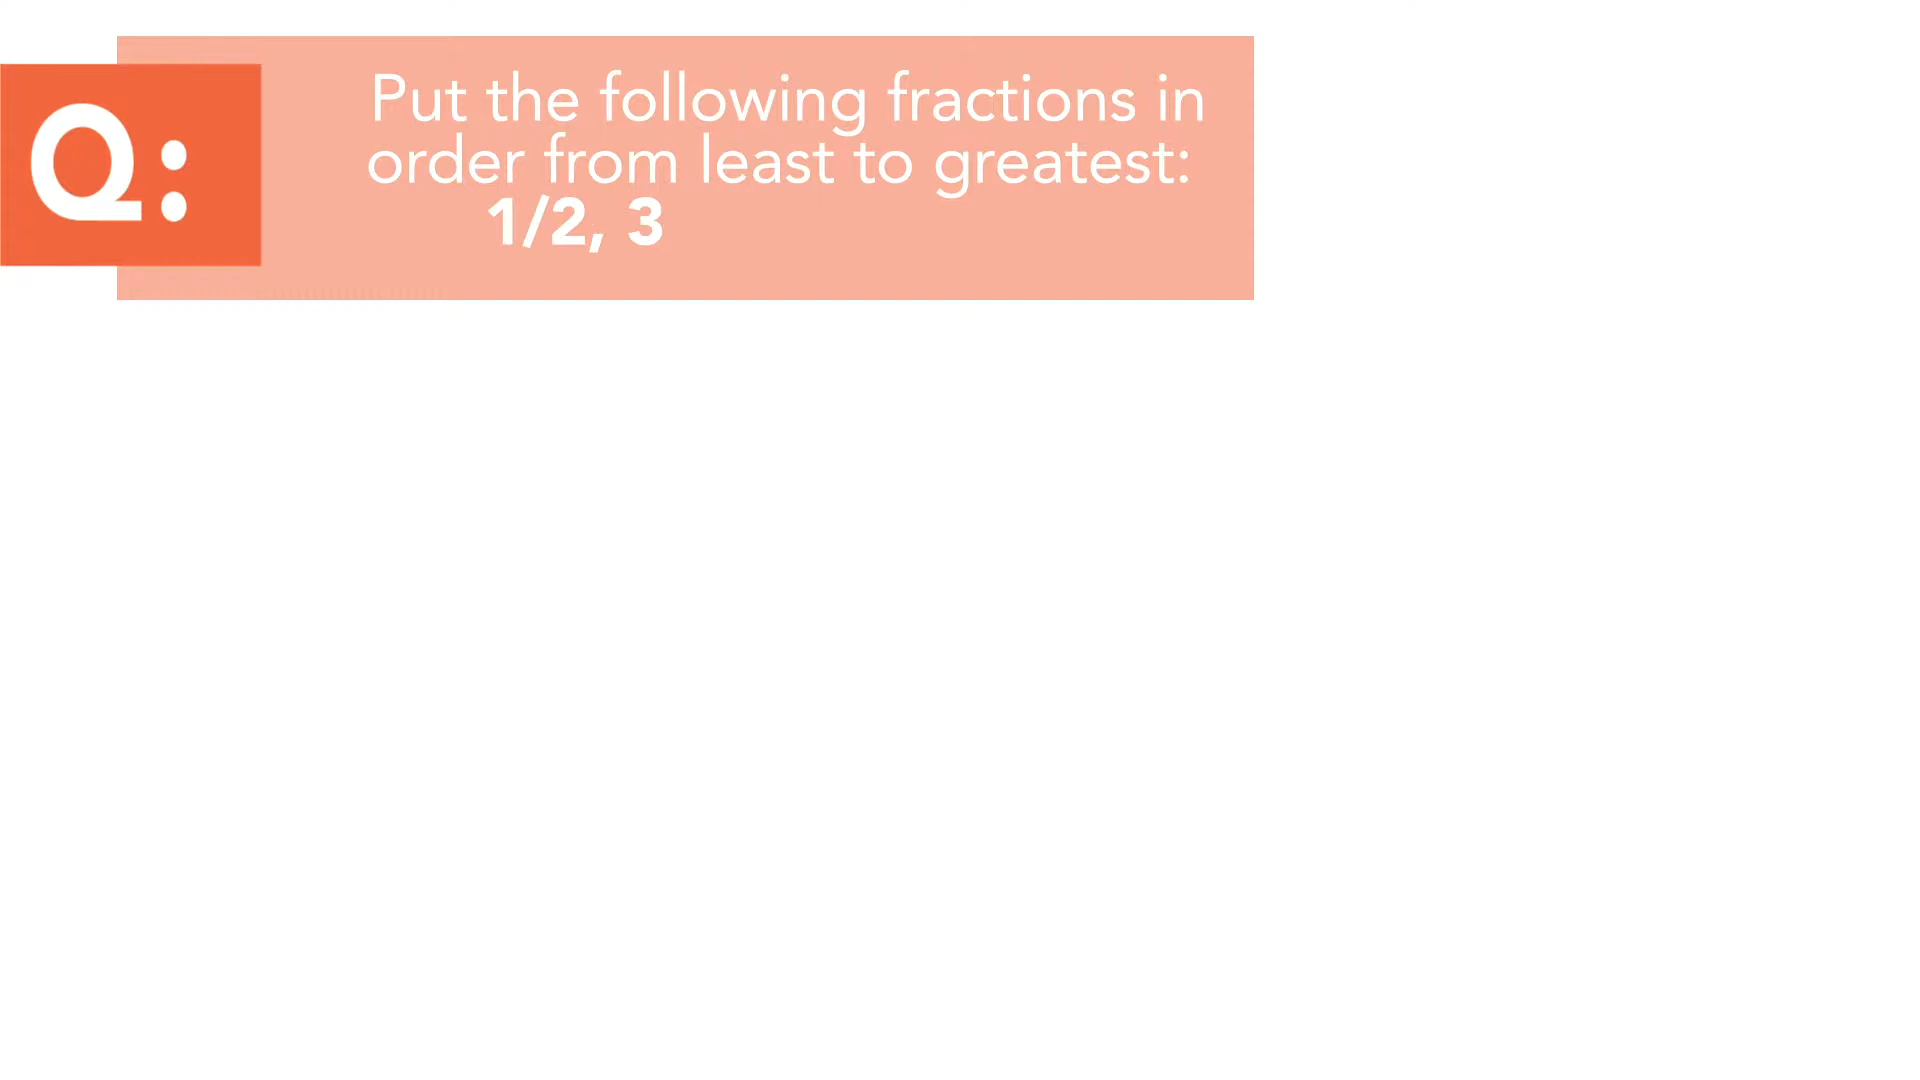 Q:
Put the following fractions in
order from least to greatest:
1/2, 3